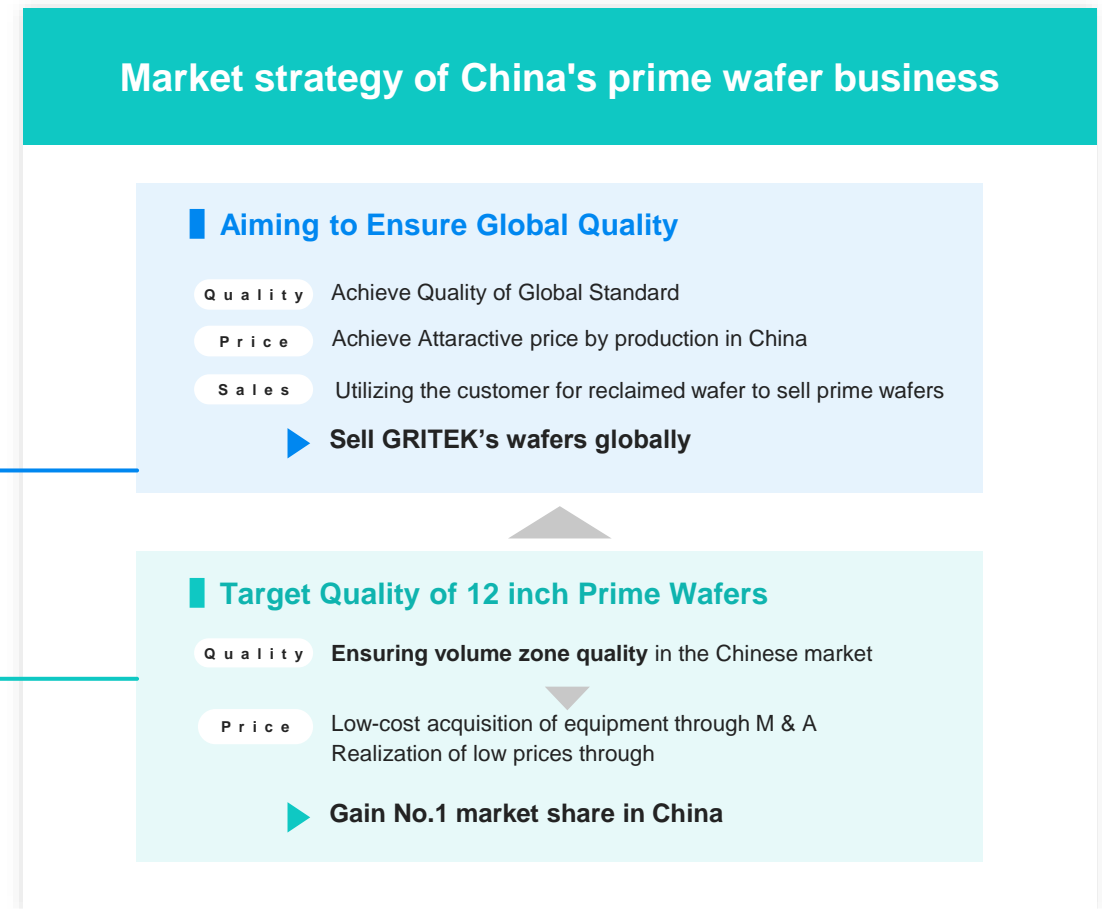 Market strategy of China's prime wafer business
Aiming to Ensure Global Quality
Quality Achieve Quality of Global Standard
Price Achieve Attaractive price by production in China
Sales Utilizing the customer for reclaimed wafer to sell prime wafers
Sell GRITEK’s wafers globally
Target Quality of 12 inch Prime Wafers
Quality Ensuring volume zone quality in the Chinese market
Price Low-cost acquisition of equipment through M & A
Realization of low prices through
Gain No.1 market share in China